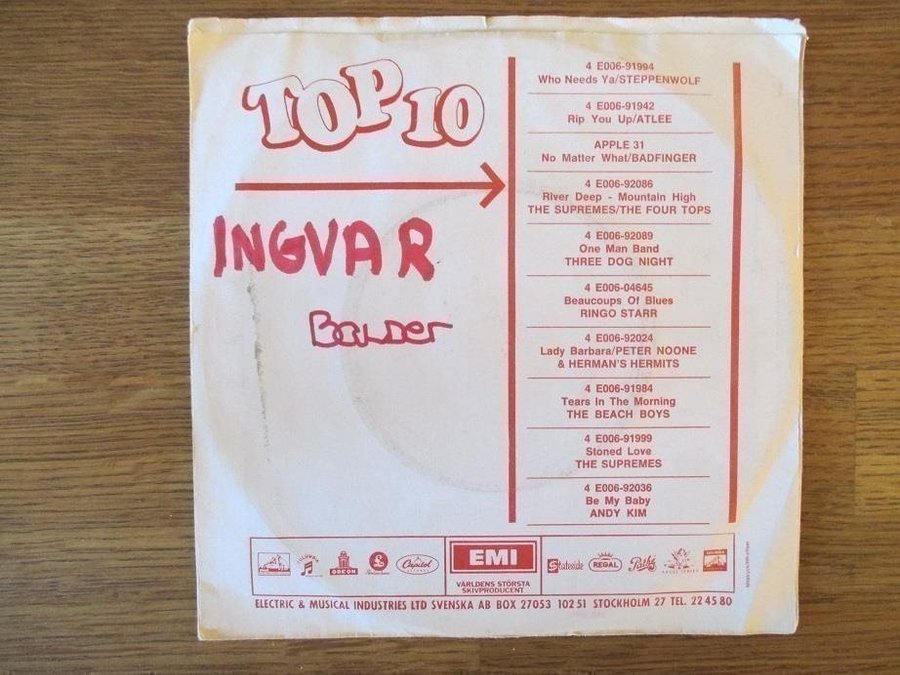 TOP 10
INGVAR
4 E006-91994
Who Needs Ya/STEPPENWOLF
4 E006-91942
Rip You Up/ATLEE
APPLE 31
No Matter What/BADFINGER
4 E006-92086
River Deep - Mountain High
THE SUPREMES/THE FOUR TOPS
4 E006-92089
One Man Band
THREE DOG NIGHT
4 E006-04645
Beaucoups Of Blues
RINGO STARR
4 E006-92024
Lady Barbara/PETER NOONE
& HERMAN'S HERMITS
4 E006-91984
Tears In The Morning
THE BEACH BOYS
4 E006-91999
Stoned Love
THE SUPREMES
4 E006-92036
Be My Baby
ANDY KIM
COLUMBIA
ODEON
Capitol
EMI
VÄRLDENS STÖRSTA
SKIVPRODUCENT
Stateside
REGAL
Pathé
ELECTRIC & MUSICAL INDUSTRIES LTD SVENSKA AB BOX 27053 102 51 STOCKHOLM 27 TEL. 22 45 80